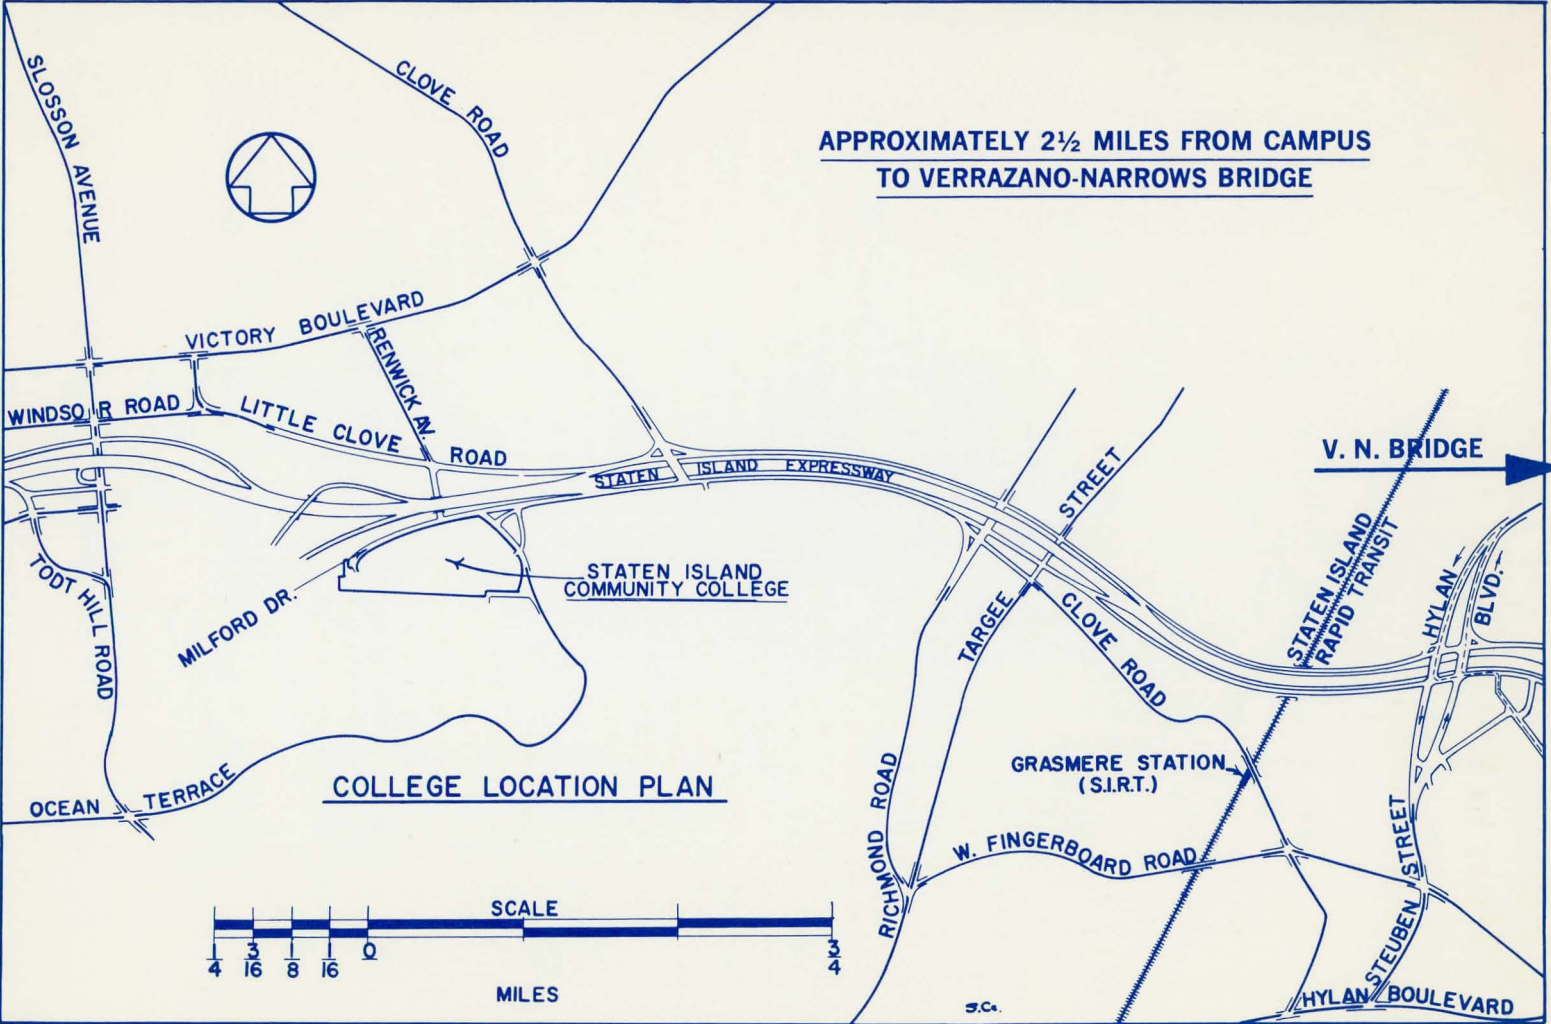 SLOSSON AVENUE
CLOVE ROAD
APPROXIMATELY 2½ MILES FROM CAMPUS
TO VERRAZANO-NARROWS BRIDGE
VICTORY BOULEVARD
RENWICK AV.
WINDSOR ROAD
LITTLE CLOVE ROAD
STATEN ISLAND EXPRESSWAY
STREET
V. N. BRIDGE
STATEN ISLAND
RAPID TRANSIT
HYLAN
BLVD.
TODT HILL ROAD
MILFORD DR.
STATEN ISLAND
COMMUNITY COLLEGE
TARGEE
CLOVE ROAD
GRASMERE STATION
(S.I.R.T.)
COLLEGE LOCATION PLAN
OCEAN TERRACE
RICHMOND ROAD
W. FINGERBOARD ROAD
STEUBEN STREET
SCALE
1/4 3/16 1/8 1/16 0 3/4
MILES
S.Co.
HYLAN BOULEVARD